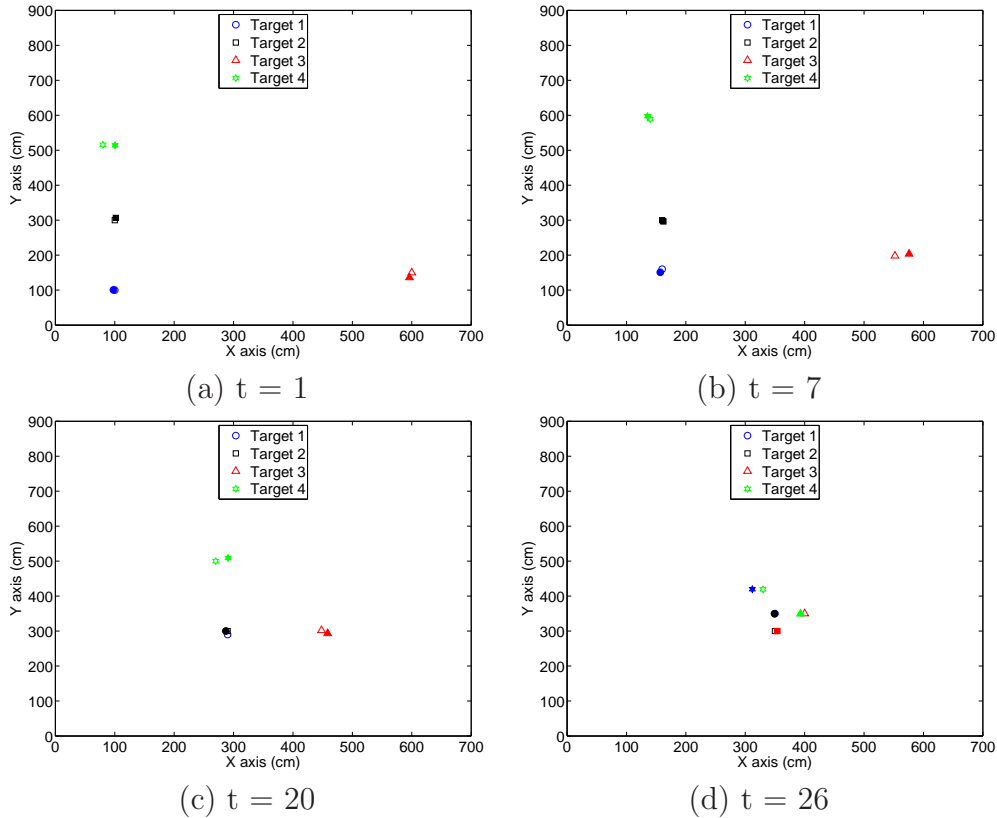 900
800
700
600
500
400
300
200
100
0
Y axis (cm)
Target 1
Target 2
Target 3
Target 4
0 100 200 300 400 500 600 700
X axis (cm)
(a) t = 1
900
800
700
600
500
400
300
200
100
0
Y axis (cm)
Target 1
Target 2
Target 3
Target 4
0 100 200 300 400 500 600 700
X axis (cm)
(b) t = 7
900
800
700
600
500
400
300
200
100
0
Y axis (cm)
Target 1
Target 2
Target 3
Target 4
0 100 200 300 400 500 600 700
X axis (cm)
(c) t = 20
900
800
700
600
500
400
300
200
100
0
Y axis (cm)
Target 1
Target 2
Target 3
Target 4
0 100 200 300 400 500 600 700
X axis (cm)
(d) t = 26